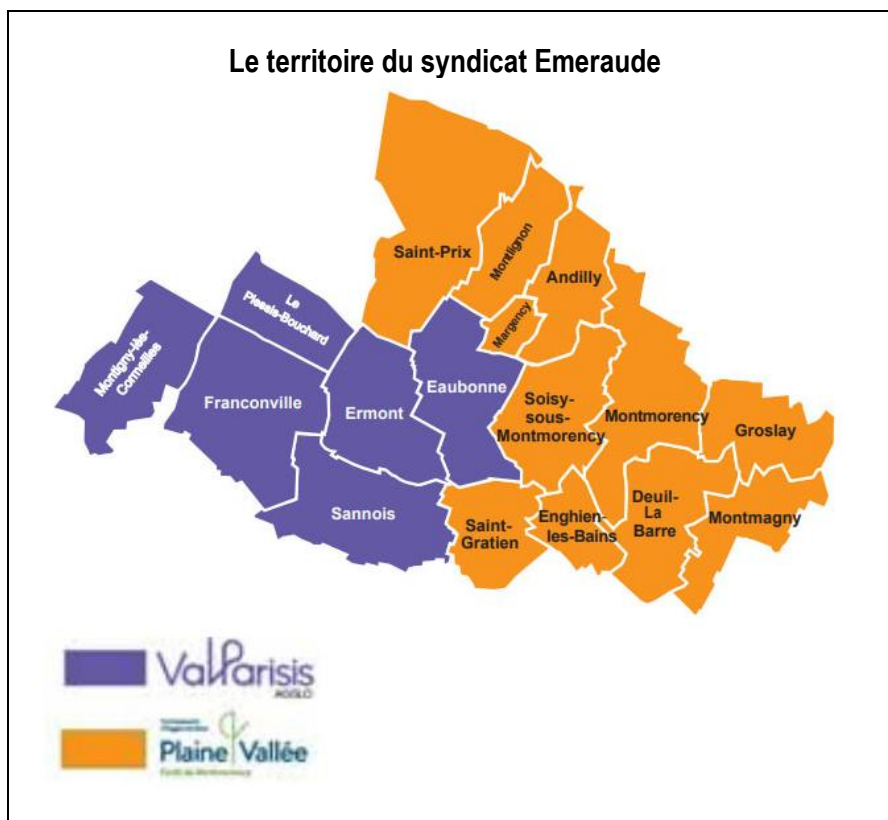 Le territoire du syndicat Emeraude
Saint-Prix
Montlignon
Andilly
Margency
Le
Plessis-Bouchard
Montigny-lès-
Cormeilles
Franconville
Ermont
Eaubonne
Soisy-
sous-
Montmorency
Montmorency
Groslay
Sannois
Saint-
Gratien
Enghien-
les-Bains
Deuil-
La
Barre
Montmagny
ValParisis
AGGLO
Plaine Vallée